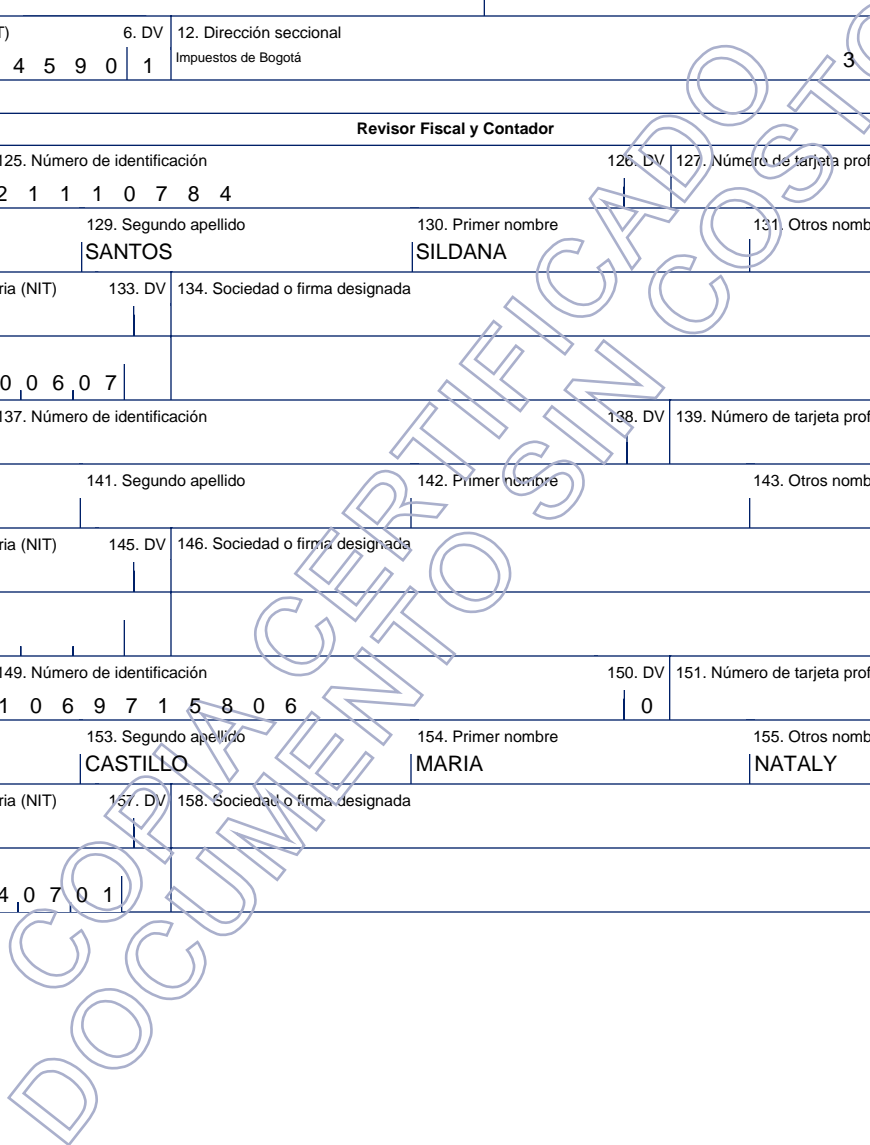 T) 6. DV 12. Dirección seccional
4 5 9 0 1 Impuestos de Bogotá 3
Revisor Fiscal y Contador
125. Número de identificación 126. DV 127. Número de tarjeta prof
2 1 1 1 0 7 8 4
129. Segundo apellido 130. Primer nombre 131. Otros nomb
SANTOS SILDANA
ria (NIT) 133. DV 134. Sociedad o firma designada
0 0 6 0 7
137. Número de identificación 138. DV 139. Número de tarjeta prof
141. Segundo apellido 142. Primer nombre 143. Otros nomb
ria (NIT) 145. DV 146. Sociedad o firma designada
149. Número de identificación 150. DV 151. Número de tarjeta prof
1 0 6 9 7 1 5 8 0 6 0
153. Segundo apellido 154. Primer nombre 155. Otros nomb
CASTILLO MARIA NATALY
ria (NIT) 157. DV 158. Sociedad o firma designada
4 0 7 0 1
COPIA CERTIFICADO
DOCUMENTO SIN COSTO